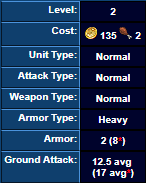 Level: 2
Cost: 135 2
Unit Type: Normal
Attack Type: Normal
Weapon Type: Normal
Armor Type: Heavy
Armor: 2 (8*)
Ground Attack: 12.5 avg
(17 avg*)